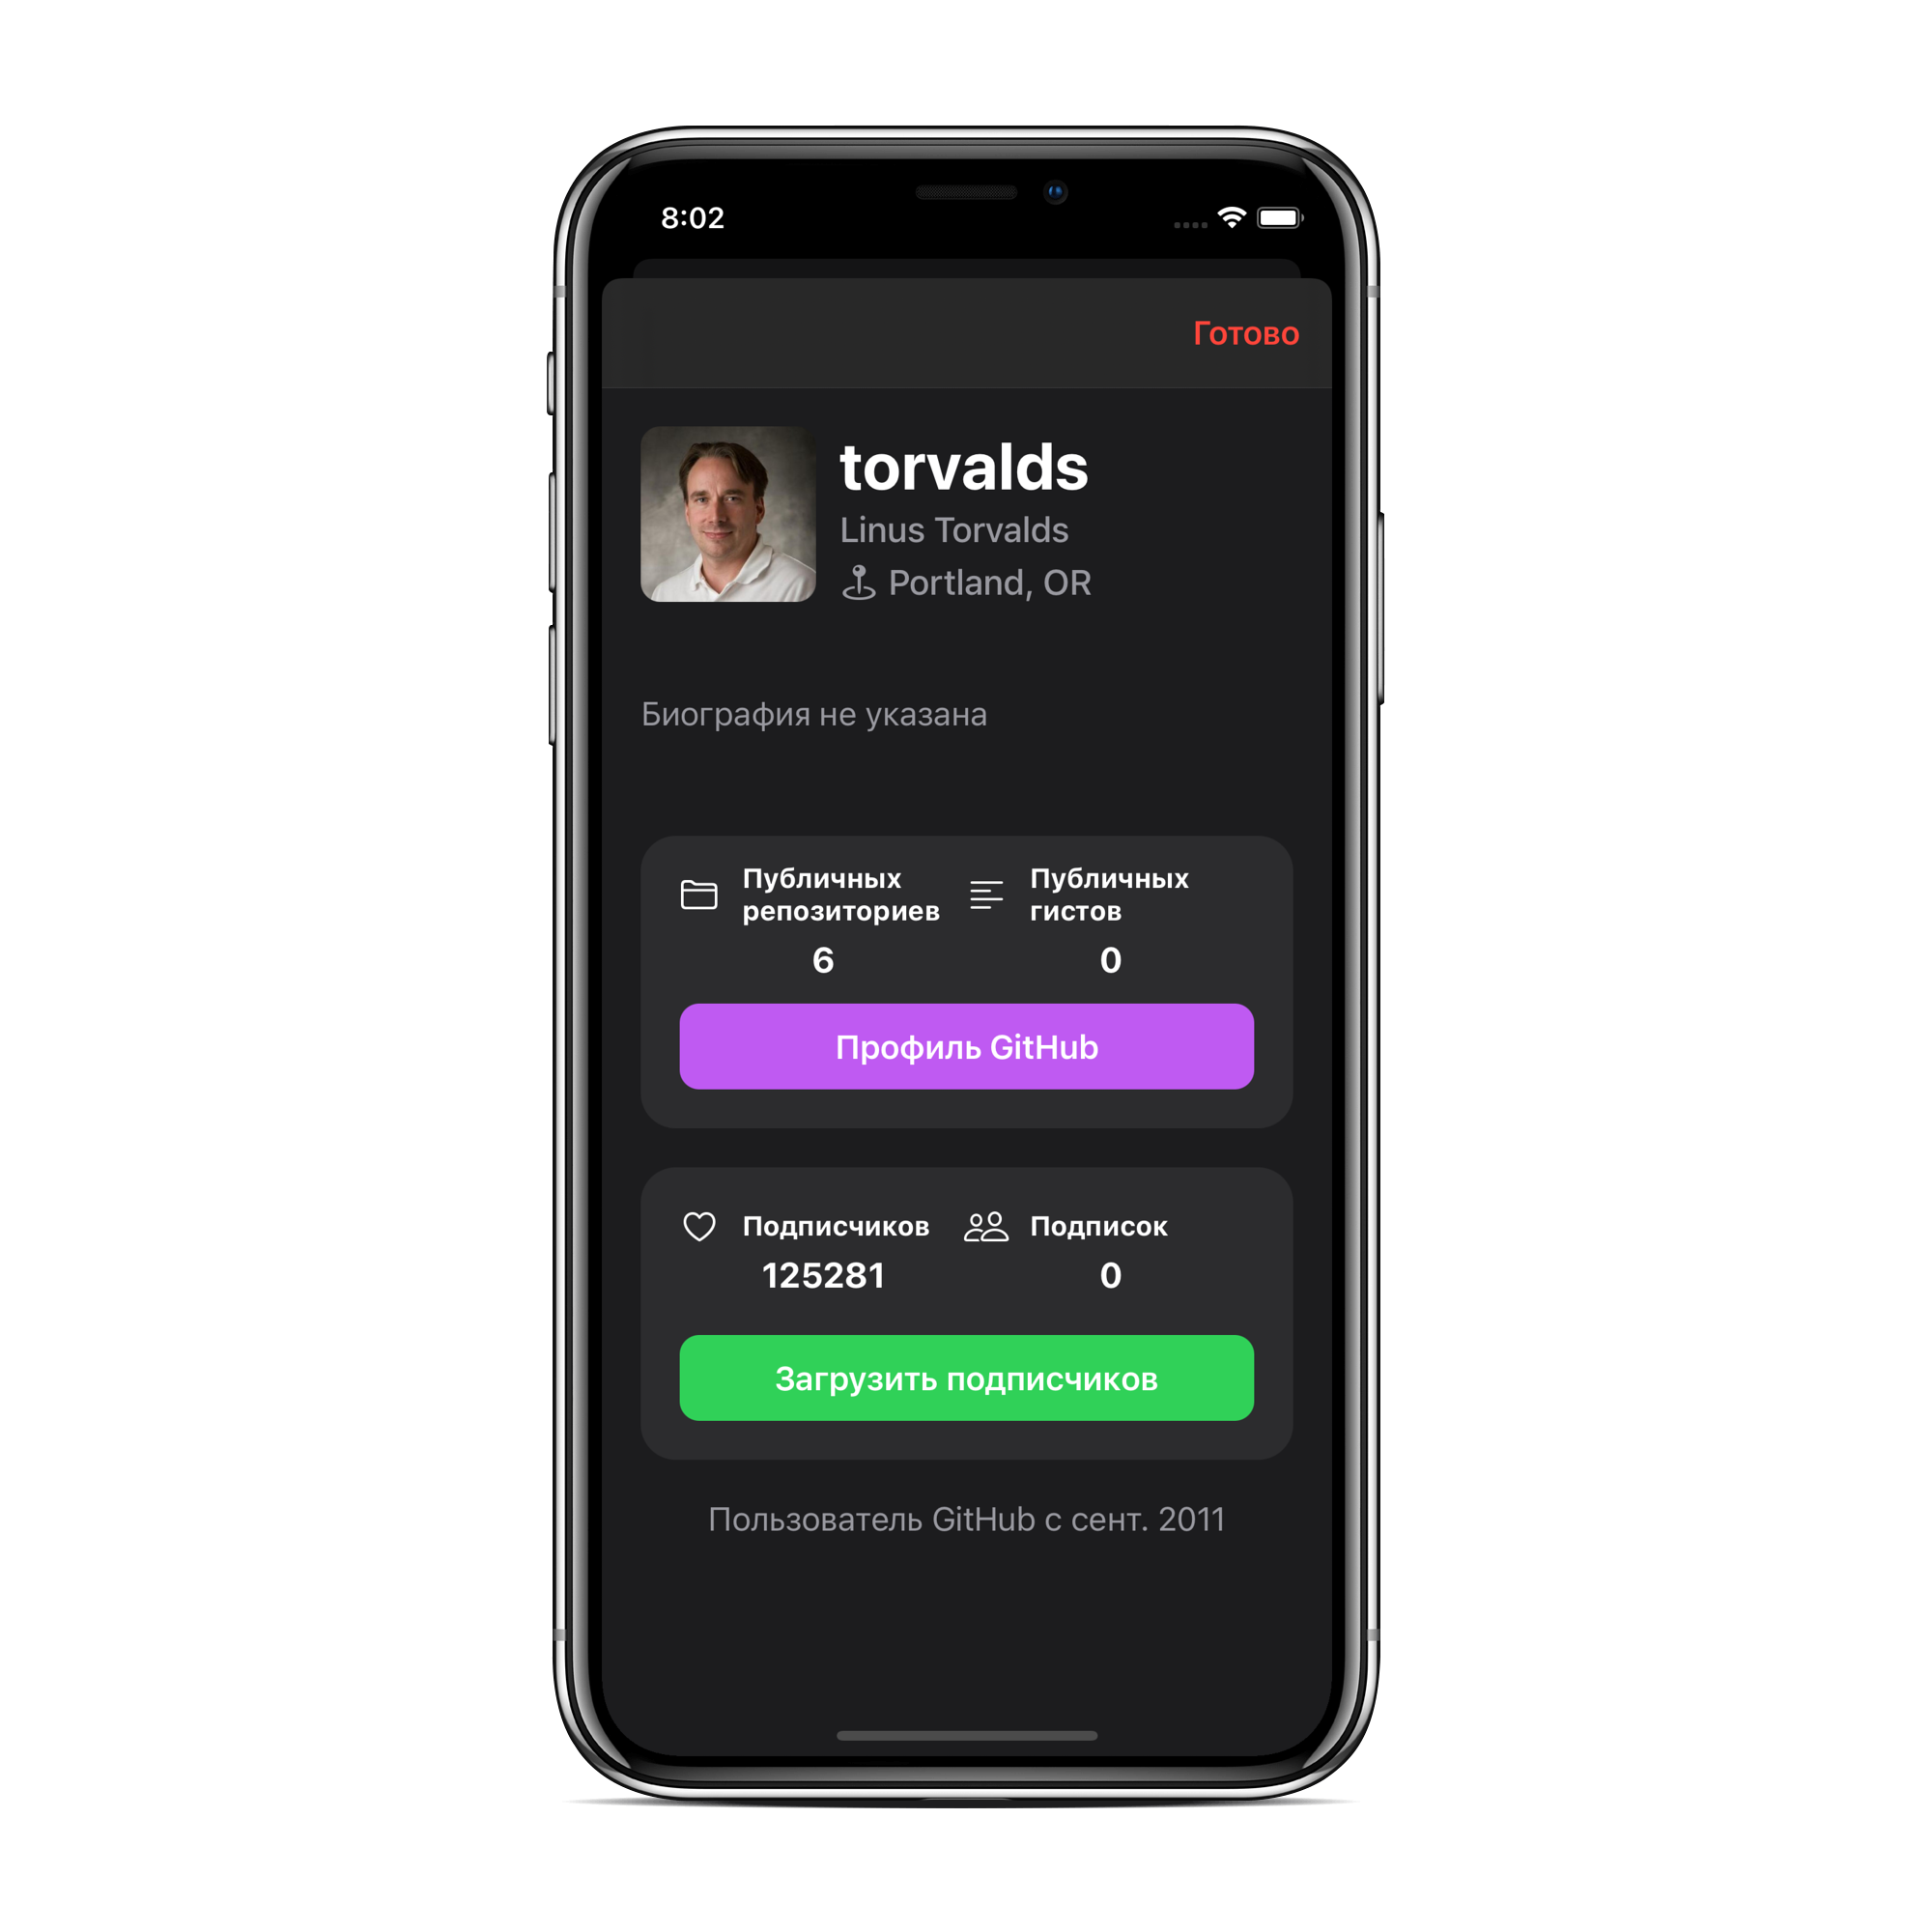 8:02
Готово
torvalds
Linus Torvalds
Portland, OR
Биография не указана
Публичных
репозиториев
6
Публичных
гистов
0
Профиль GitHub
Подписчиков
125281
Подписок
0
Загрузить подписчиков
Пользователь GitHub с сент. 2011